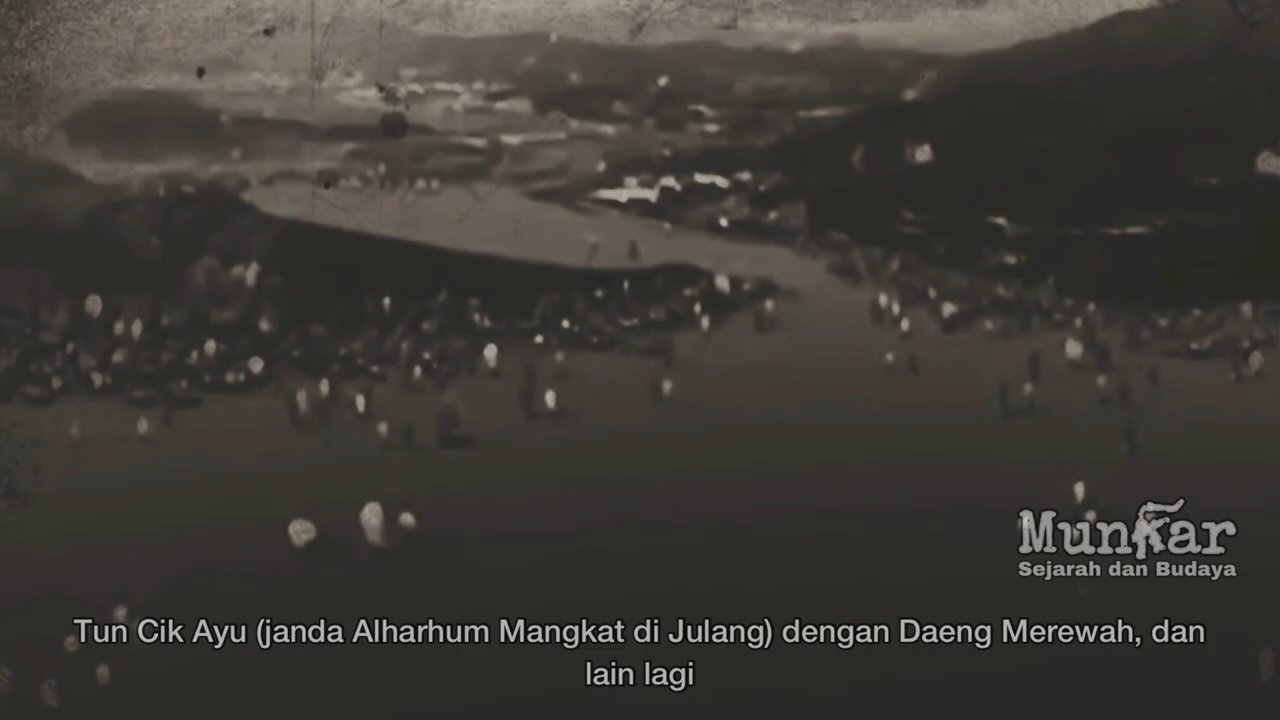 Munkar
Sejarah dan Budaya
Tun Cik Ayu (janda Alharhum Mangkat di Julang) dengan Daeng Merewah, dan
lain lagi